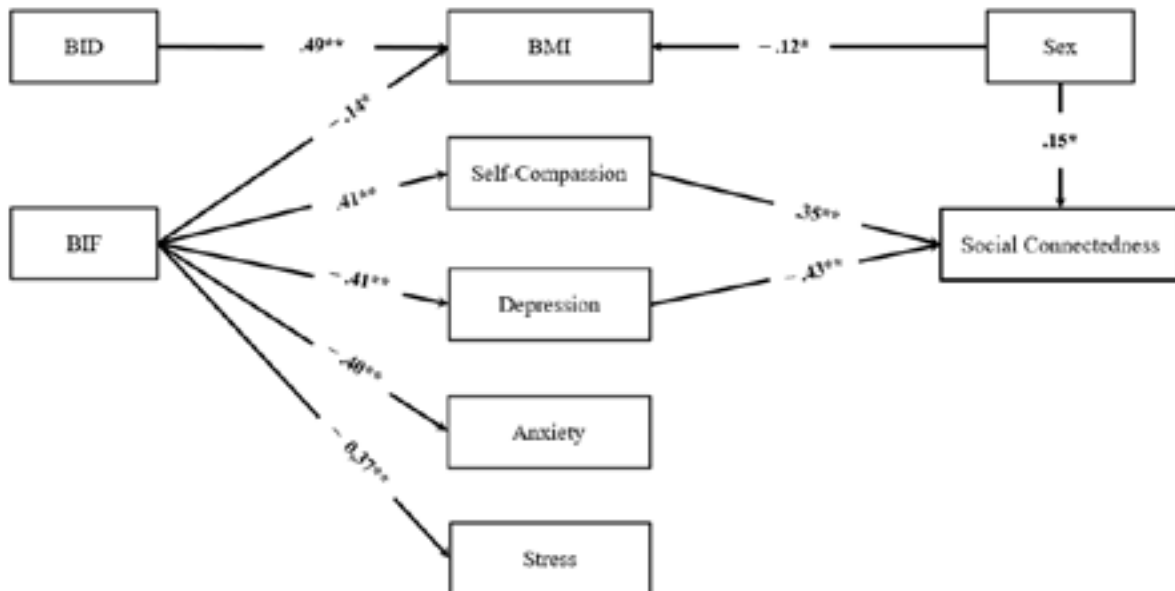 BID
.49**
BMI
– .12*
Sex
– .14*
.15*
Self-Compassion
.41**
.35**
BIF
Social Connectedness
– .41**
Depression
– .43**
– .40**
Anxiety
– 0.37**
Stress